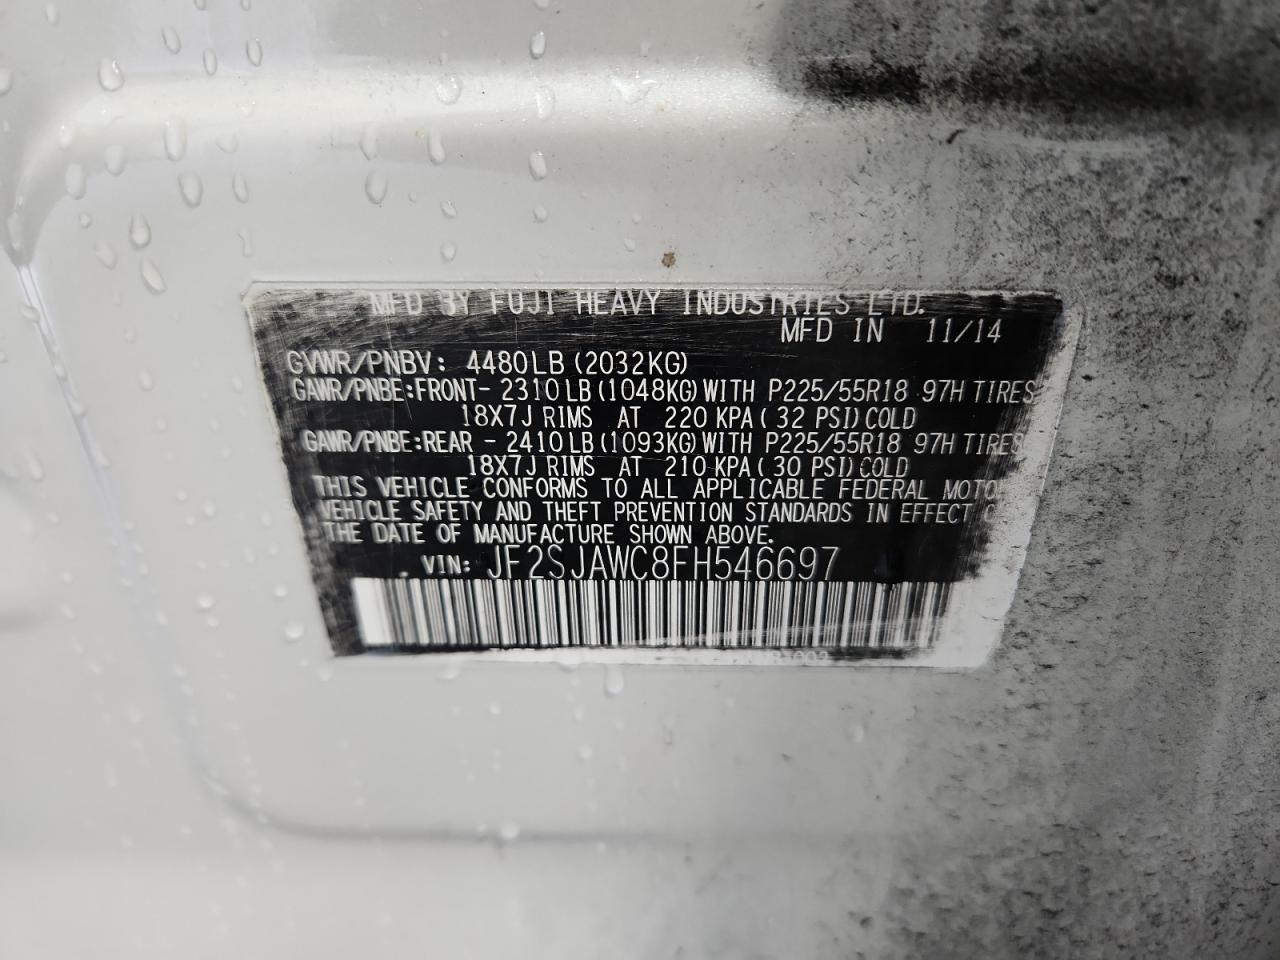 MFD BY FUJI HEAVY INDUSTRIES LTD.
MFD IN 11/14
GVWR/PNBV: 4480LB (2032KG)
GAWR/PNBE:FRONT- 2310LB (1048KG) WITH P225/55R18 97H TIRES
18X7J RIMS AT 220 KPA (32 PSI) COLD
GAWR/PNBE:REAR - 2410LB (1093KG) WITH P225/55R18 97H TIRES
18X7J RIMS AT 210 KPA (30 PSI) COLD
THIS VEHICLE CONFORMS TO ALL APPLICABLE FEDERAL MOTO
VEHICLE SAFETY AND THEFT PREVENTION STANDARDS IN EFFECT
THE DATE OF MANUFACTURE SHOWN ABOVE.
VIN: JF2SJAWC8FH546697